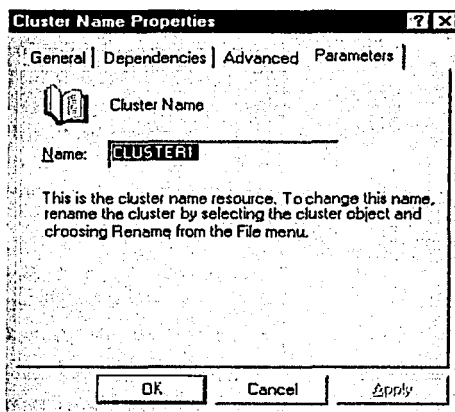 Cluster Name Properties
General Dependencies Advanced Parameters
Cluster Name
Name: CLUSTER1
This is the cluster name resource. To change this name,
rename the cluster by selecting the cluster object and
choosing Rename from the File menu.
OK Cancel Apply